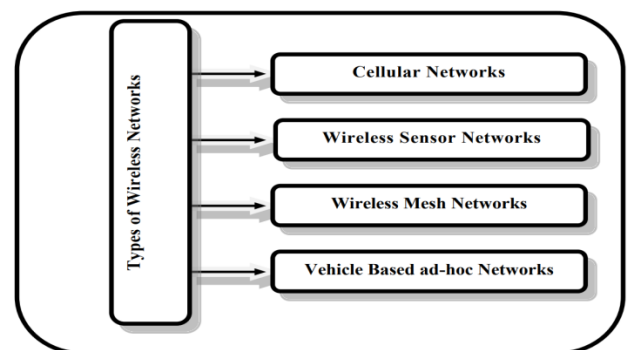 Types of Wireless Networks
Cellular Networks
Wireless Sensor Networks
Wireless Mesh Networks
Vehicle Based ad-hoc Networks